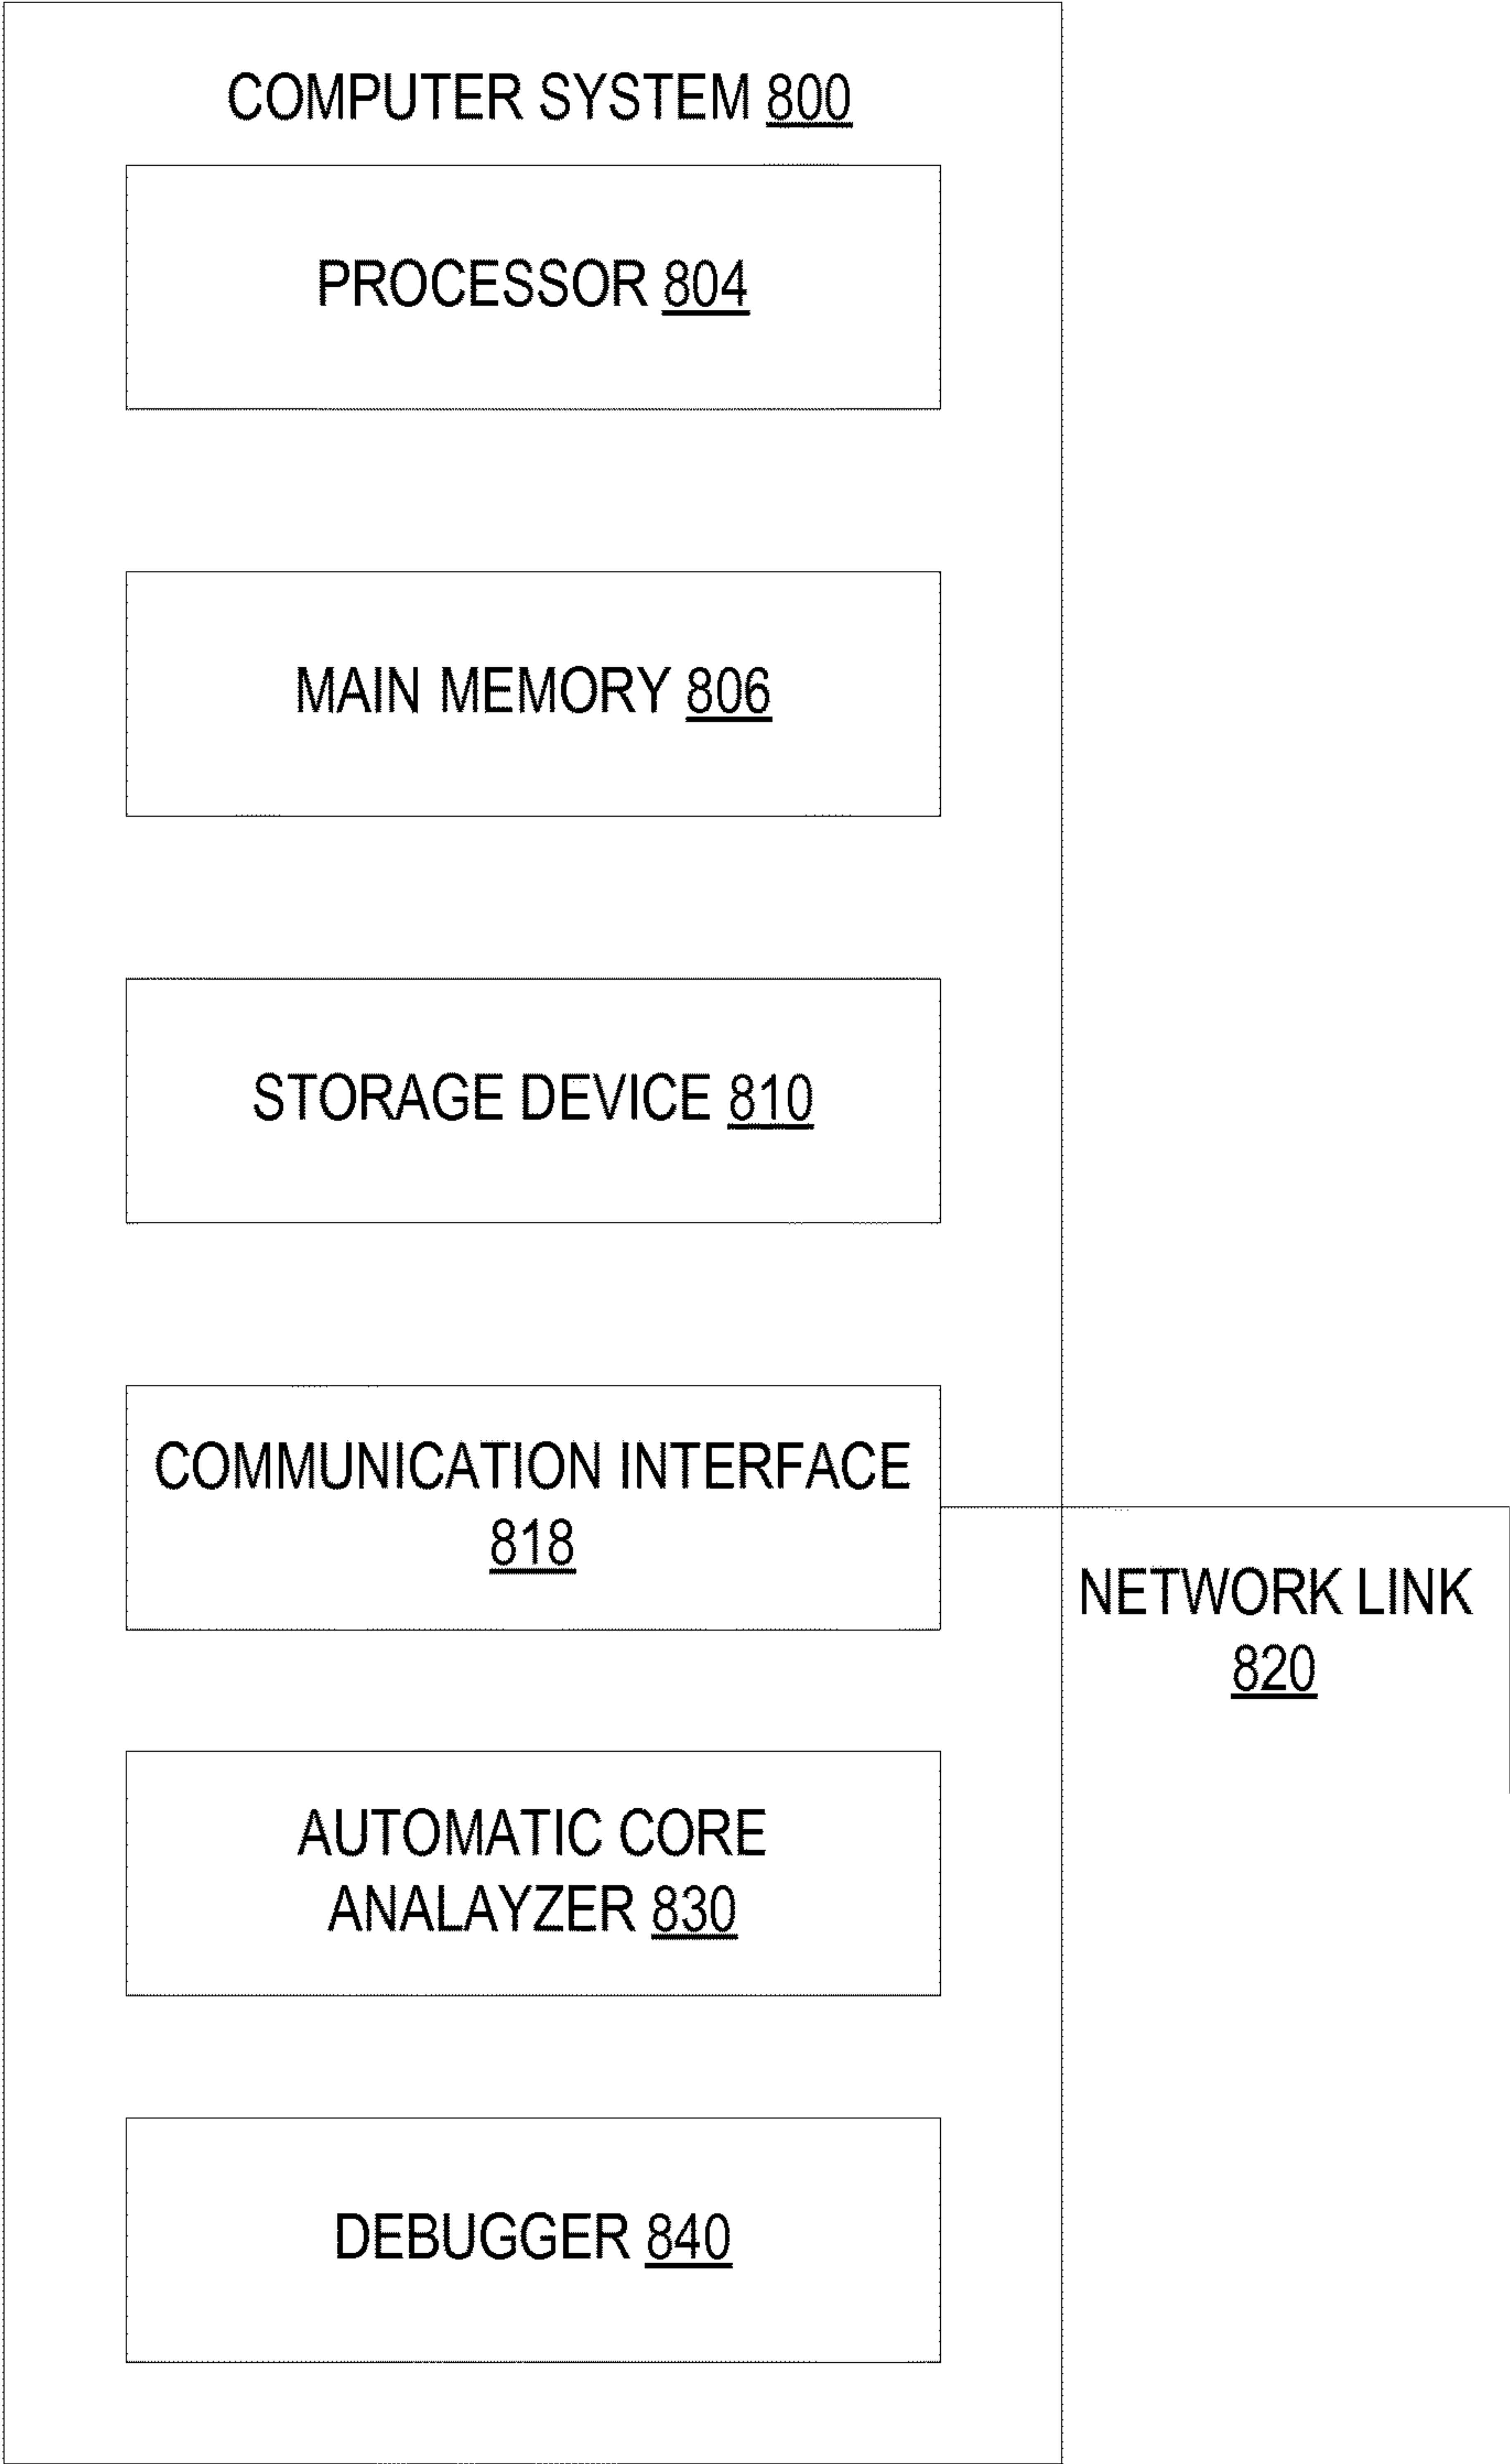 COMPUTER SYSTEM 800
PROCESSOR 804
MAIN MEMORY 806
STORAGE DEVICE 810
COMMUNICATION INTERFACE
818
NETWORK LINK
820
AUTOMATIC CORE
ANALAYZER 830
DEBUGGER 840